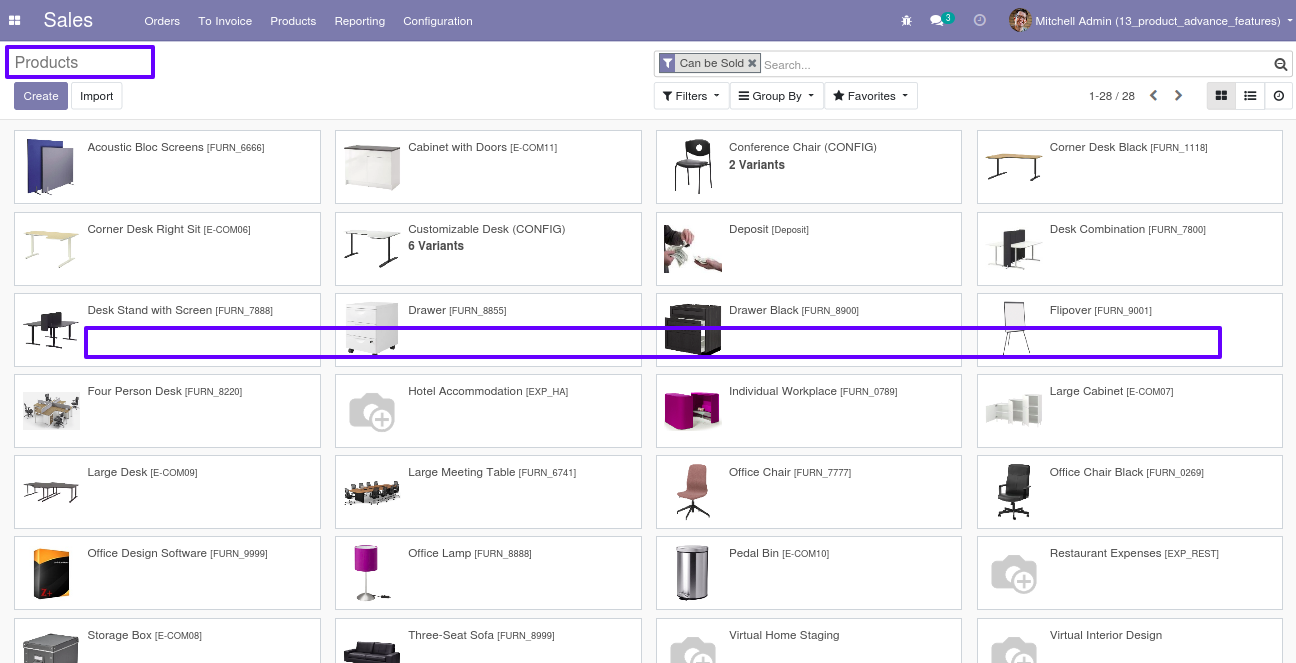 Sales Orders To Invoice Products Reporting Configuration 3 Mitchell Admin (13_product_advance_features)
Products
Can be Sold Search...
Create Import
Filters Group By Favorites 1-28 / 28
Acoustic Bloc Screens [FURN_6666]
Cabinet with Doors [E-COM11]
Conference Chair (CONFIG)
2 Variants
Corner Desk Black [FURN_1118]
Corner Desk Right Sit [E-COM06]
Customizable Desk (CONFIG)
6 Variants
Deposit [Deposit]
Desk Combination [FURN_7800]
Desk Stand with Screen [FURN_7888]
Drawer [FURN_8855]
Drawer Black [FURN_8900]
Flipover [FURN_9001]
Four Person Desk [FURN_8220]
Hotel Accommodation [EXP_HA]
Individual Workplace [FURN_0789]
Large Cabinet [E-COM07]
Large Desk [E-COM09]
Large Meeting Table [FURN_6741]
Office Chair [FURN_7777]
Office Chair Black [FURN_0269]
Office Design Software [FURN_9999]
Office Lamp [FURN_8888]
Pedal Bin [E-COM10]
Restaurant Expenses [EXP_REST]
Storage Box [E-COM08]
Three-Seat Sofa [FURN_8999]
Virtual Home Staging
Virtual Interior Design